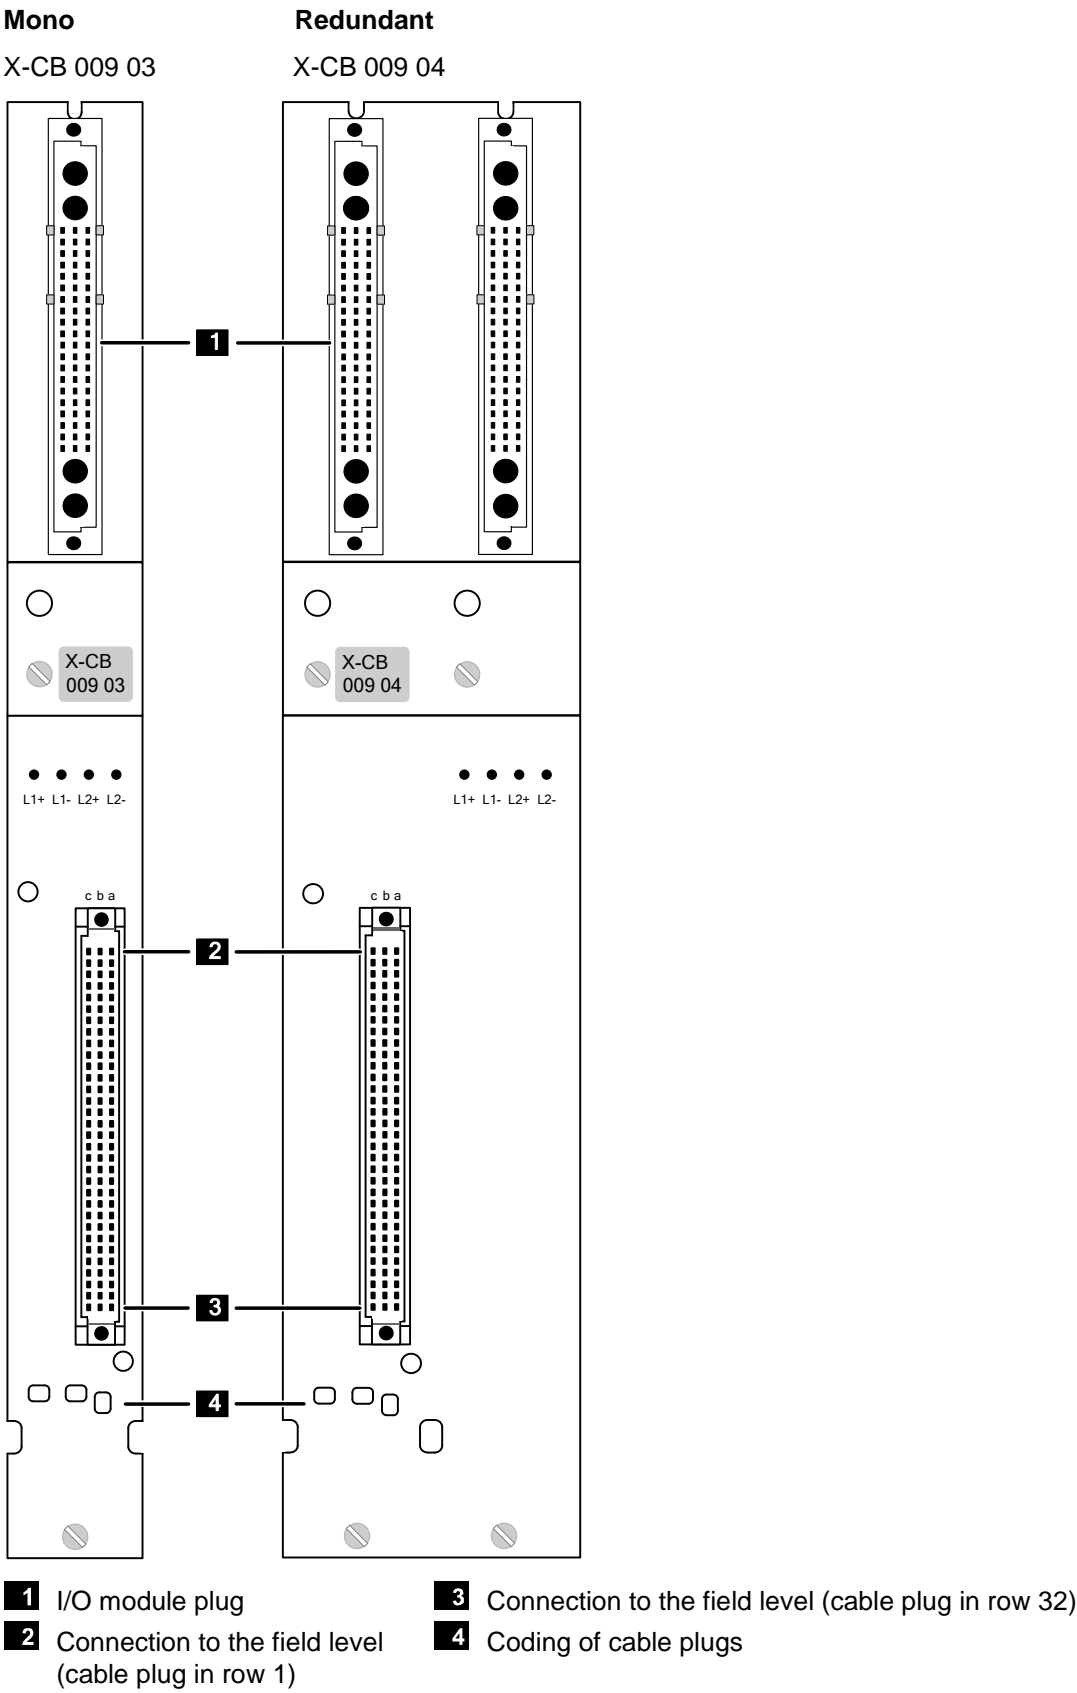 Mono Redundant
X-CB 009 03 X-CB 009 04
1
X-CB
009 03
X-CB
009 04
L1+ L1- L2+ L2- L1+ L1- L2+ L2-
c b a c b a
2
3
4
1 I/O module plug
2 Connection to the field level
(cable plug in row 1)
3 Connection to the field level (cable plug in row 32)
4 Coding of cable plugs